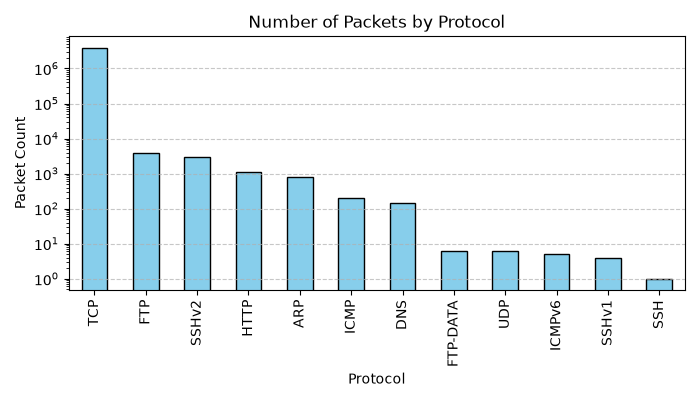 Number of Packets by Protocol
Packet Count
10⁶
10⁵
10⁴
10³
10²
10¹
10⁰
TCP
FTP
SSHv2
HTTP
ARP
ICMP
DNS
FTP-DATA
UDP
ICMPv6
SSHv1
SSH
Protocol